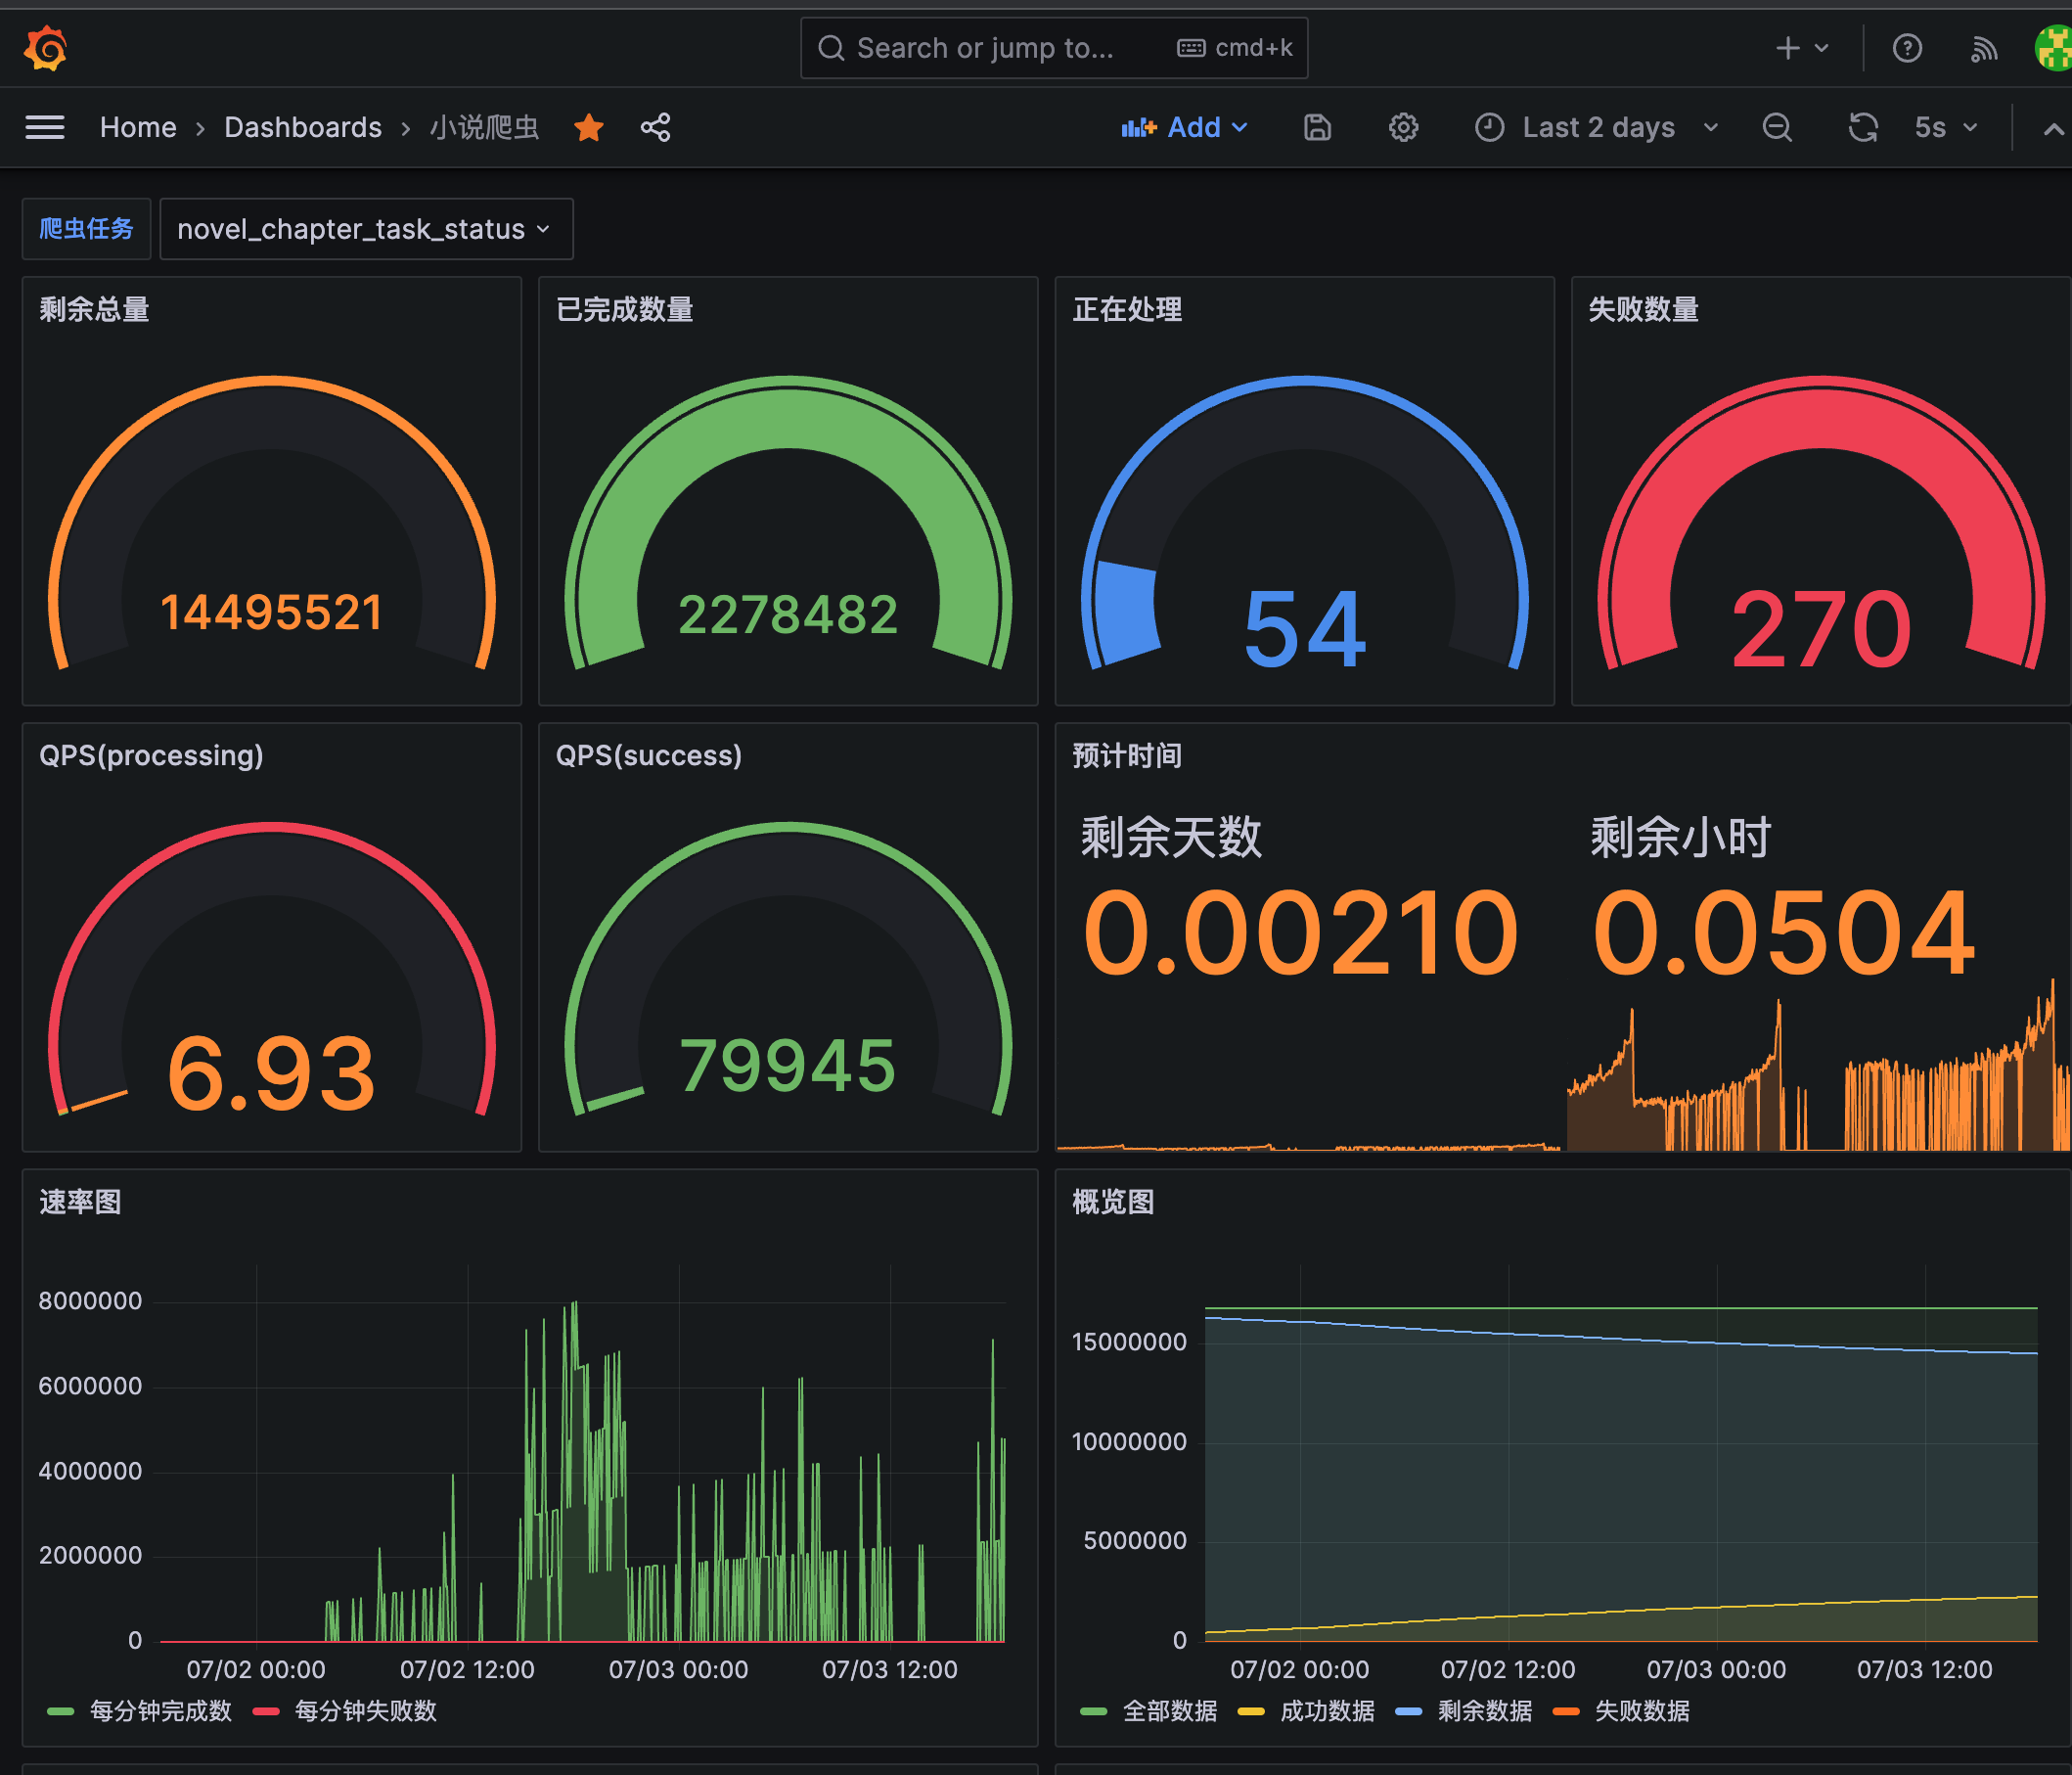 Search or jump to... cmd+k
Home › Dashboards › 小说爬虫 Add Last 2 days 5s
爬虫任务 novel_chapter_task_status
剩余总量
14495521
已完成数量
2278482
正在处理
54
失败数量
270
QPS(processing)
6.93
QPS(success)
79945
预计时间
剩余天数
0.00210
剩余小时
0.0504
速率图
8000000
6000000
4000000
2000000
0
07/02 00:00 07/02 12:00 07/03 00:00 07/03 12:00
每分钟完成数 每分钟失败数
概览图
15000000
10000000
5000000
0
07/02 00:00 07/02 12:00 07/03 00:00 07/03 12:00
全部数据 成功数据 剩余数据 失败数据